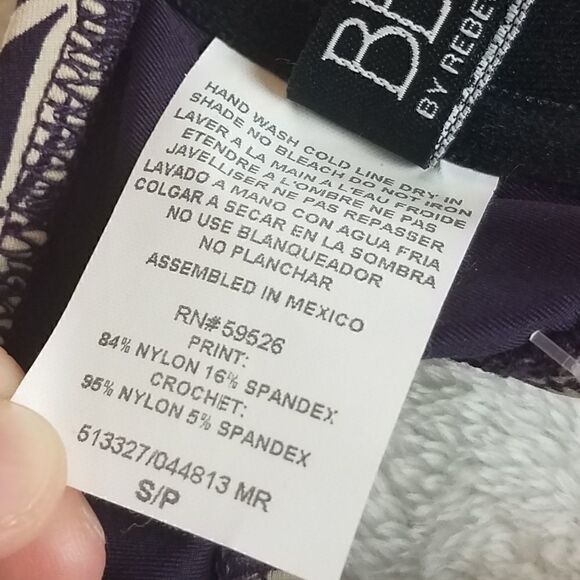 BY REBE
HAND WASH COLD LINE DRY IN
SHADE NO BLEACH DO NOT IRON
LAVER A LA MAIN A L'EAU FROIDE
ETENDRE A L'OMBRE NE PAS
JAVELLISER NE PAS REPASSER
LAVADO A MANO CON AGUA FRIA
COLGAR A SECAR EN LA SOMBRA
NO USE BLANQUEADOR
NO PLANCHAR
ASSEMBLED IN MEXICO
RN#59526
PRINT:
84% NYLON 16% SPANDEX
CROCHET:
95% NYLON 5% SPANDEX
513327/044813 MR
S/P